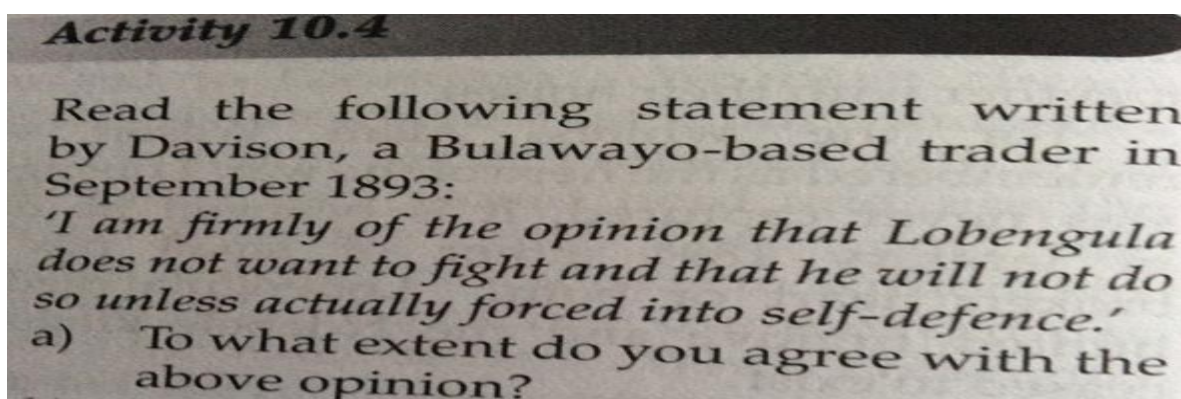 Activity 10.4
Read the following statement written
by Davison, a Bulawayo-based trader in
September 1893:
‘I am firmly of the opinion that Lobengula
does not want to fight and that he will not do
so unless actually forced into self-defence.’
a) To what extent do you agree with the
above opinion?